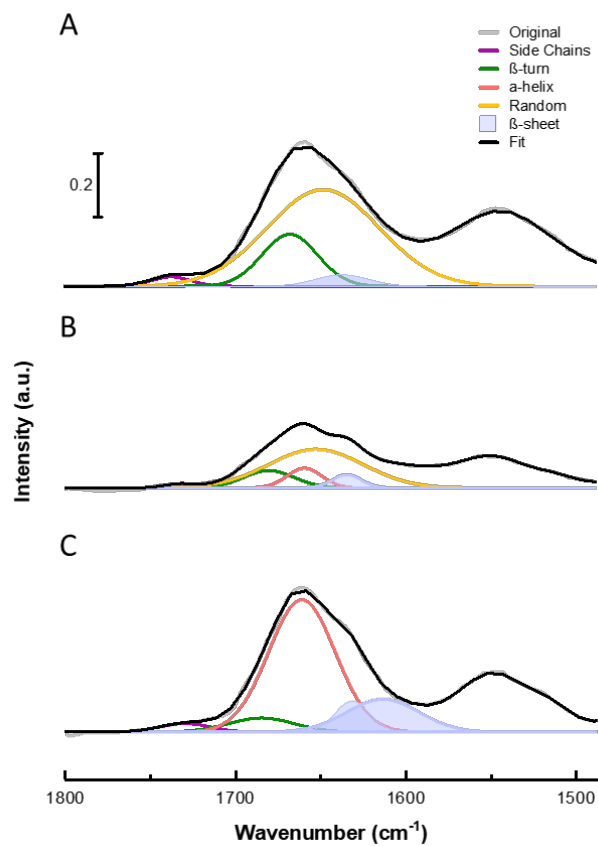 A
Original
Side Chains
ß-turn
a-helix
Random
ß-sheet
Fit
0.2
B
Intensity (a.u.)
C
1800
1700
1600
1500
Wavenumber (cm⁻¹)